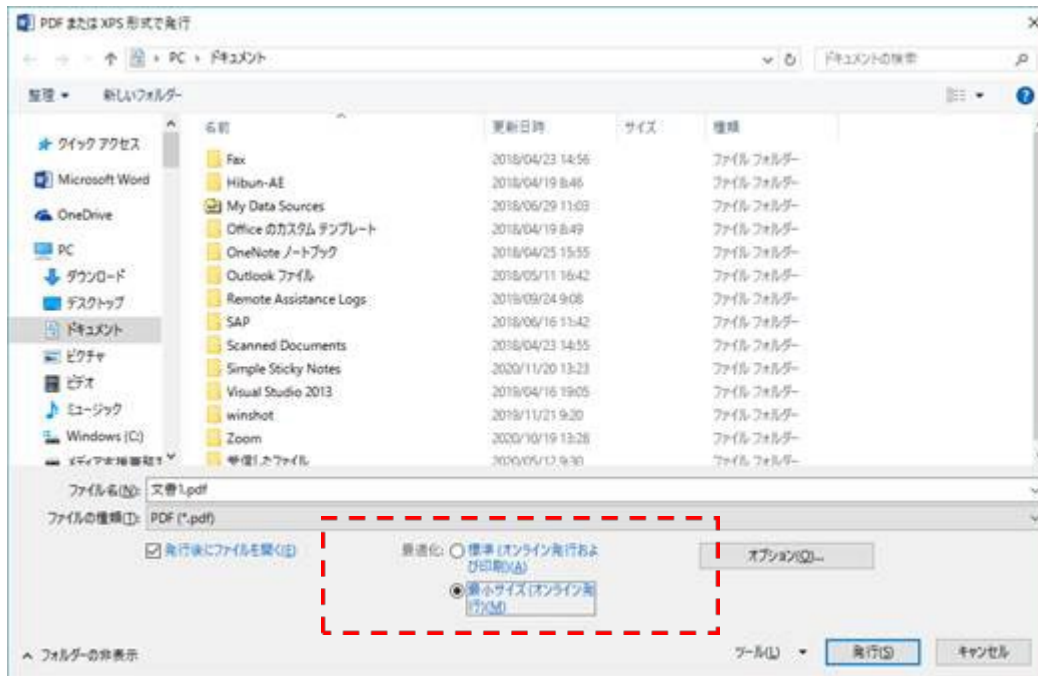 PDF または XPS 形式で発行
PC › ドキュメント
ドキュメントの検索
整理
新しいフォルダー
名前 更新日時 サイズ 種類
クイック アクセス
Microsoft Word
OneDrive
PC
ダウンロード
デスクトップ
ドキュメント
ピクチャ
ビデオ
ミュージック
Windows (C:)
Fax 2018/04/23 14:56 ファイル フォルダー
Hibun-AE 2018/04/19 8:46 ファイル フォルダー
My Data Sources 2018/06/29 11:03 ファイル フォルダー
Office のカスタム テンプレート 2018/04/19 8:49 ファイル フォルダー
OneNote ノートブック 2018/04/25 15:55 ファイル フォルダー
Outlook ファイル 2018/05/11 16:42 ファイル フォルダー
Remote Assistance Logs 2019/09/24 9:08 ファイル フォルダー
SAP 2018/06/16 11:42 ファイル フォルダー
Scanned Documents 2018/04/23 14:55 ファイル フォルダー
Simple Sticky Notes 2020/11/20 13:23 ファイル フォルダー
Visual Studio 2013 2019/04/16 19:05 ファイル フォルダー
winshot 2019/11/21 9:20 ファイル フォルダー
Zoom 2020/10/19 13:28 ファイル フォルダー
受信したファイル 2020/05/12 9:30 ファイル フォルダー
ファイル名(N): 文書1.pdf
ファイルの種類(T): PDF (*.pdf)
発行後にファイルを開く(E)
最適化: 標準 (オンライン発行およ
び印刷)(A)
最小サイズ (オンライン発
行)(M)
オプション(O)...
フォルダーの非表示
ツール(L)
発行(S)
キャンセル